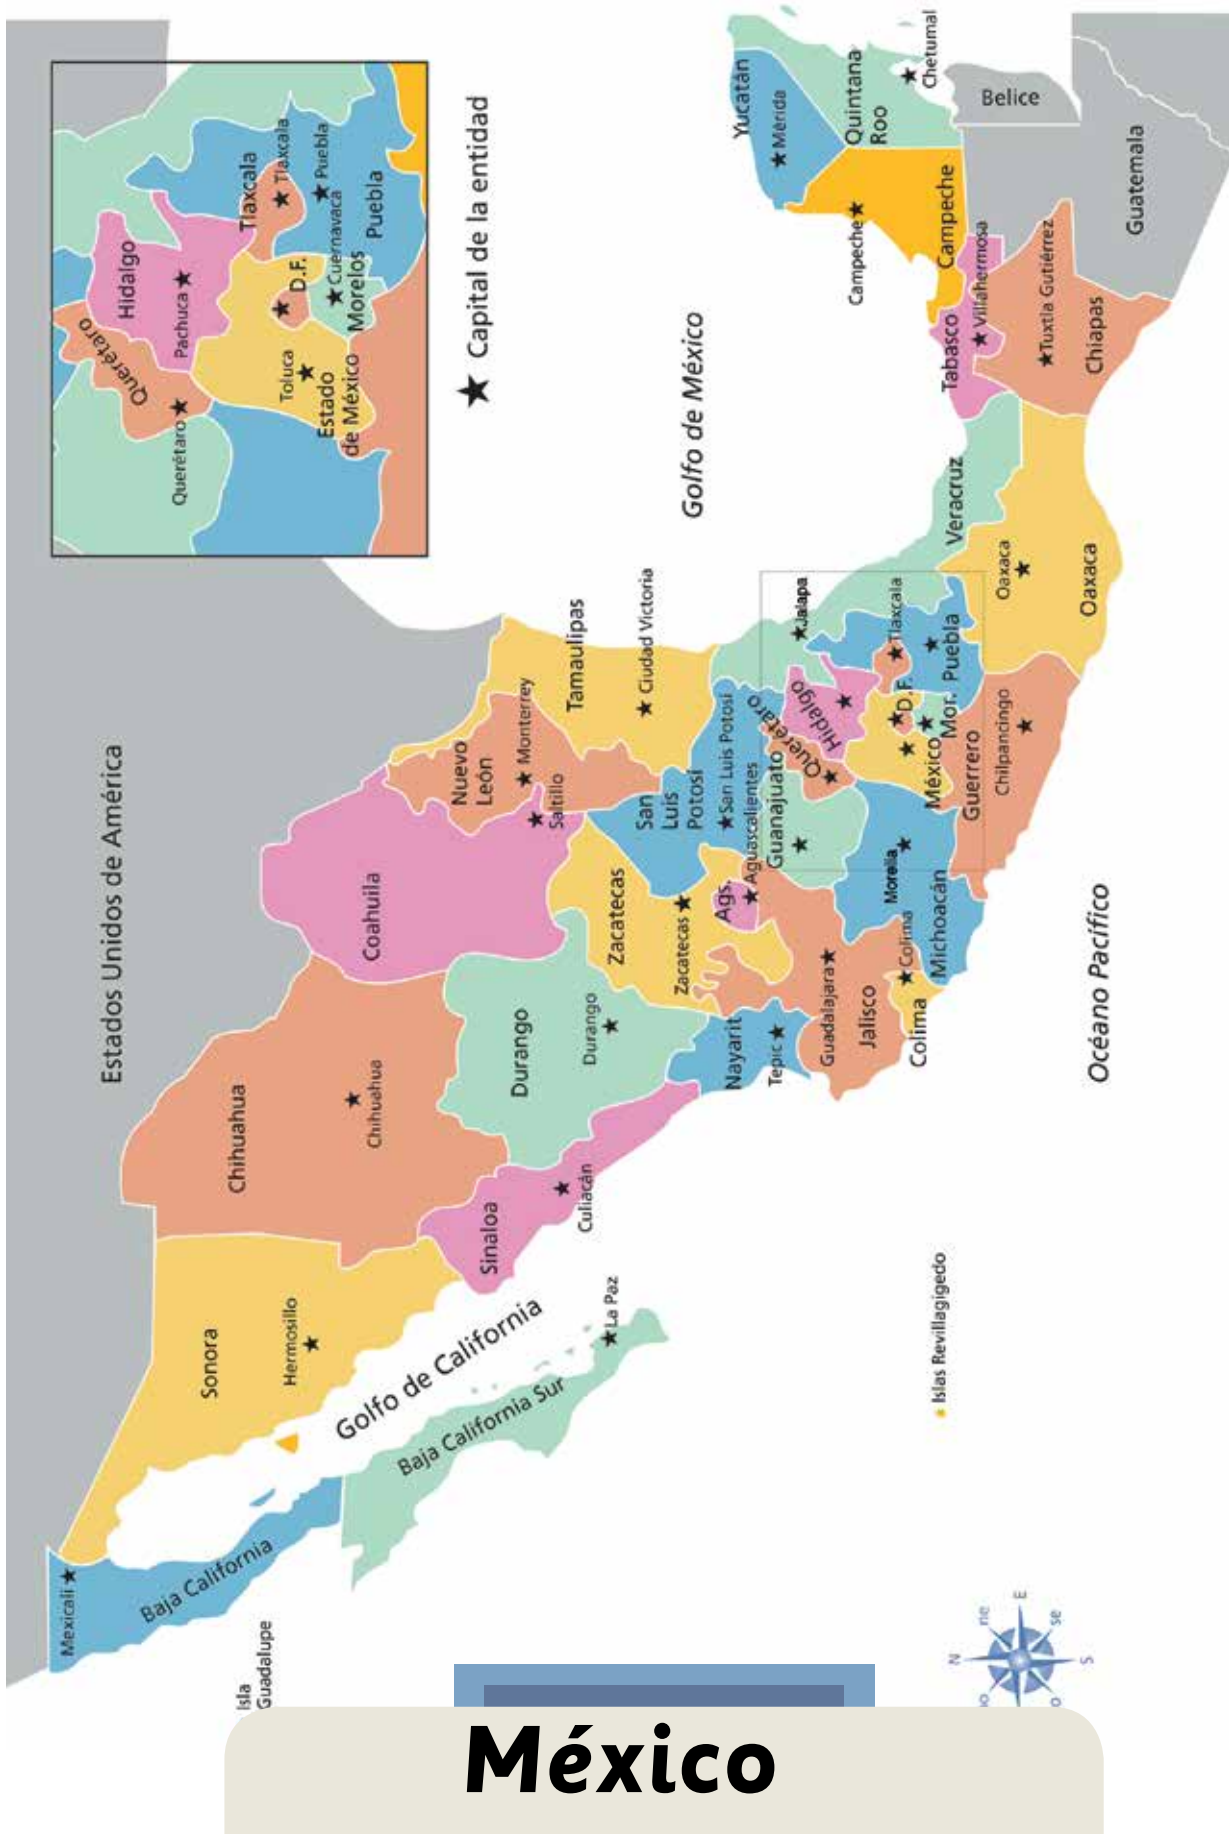 México
Estados Unidos de América
Golfo de México
Océano Pacífico
Golfo de California
★ Capital de la entidad
Querétaro
Querétaro
Hidalgo
Pachuca
Tlaxcala
Tlaxcala
Puebla
Puebla
D.F.
Cuernavaca
Morelos
Toluca
Estado
de México
Mexicali
Baja California
Isla
Guadalupe
Baja California Sur
La Paz
Sonora
Hermosillo
Chihuahua
Chihuahua
Sinaloa
Culiacán
Durango
Durango
Coahuila
Saltillo
Nuevo
León
Monterrey
Tamaulipas
Ciudad Victoria
Zacatecas
Zacatecas
San
Luis
Potosí
San Luis Potosí
Ags.
Aguascalientes
Nayarit
Tepic
Guadalajara
Jalisco
Colima
Colima
Michoacán
Morelia
Guanajuato
Querétaro
Hidalgo
México
D.F.
Mor.
Tlaxcala
Puebla
Jalapa
Veracruz
Guerrero
Chilpancingo
Oaxaca
Oaxaca
Tabasco
Villahermosa
Tuxtla Gutiérrez
Chiapas
Campeche
Campeche
Yucatán
Mérida
Quintana
Roo
Chetumal
Belice
Guatemala
Islas Revillagigedo
N
ne
E
se
S
o
no